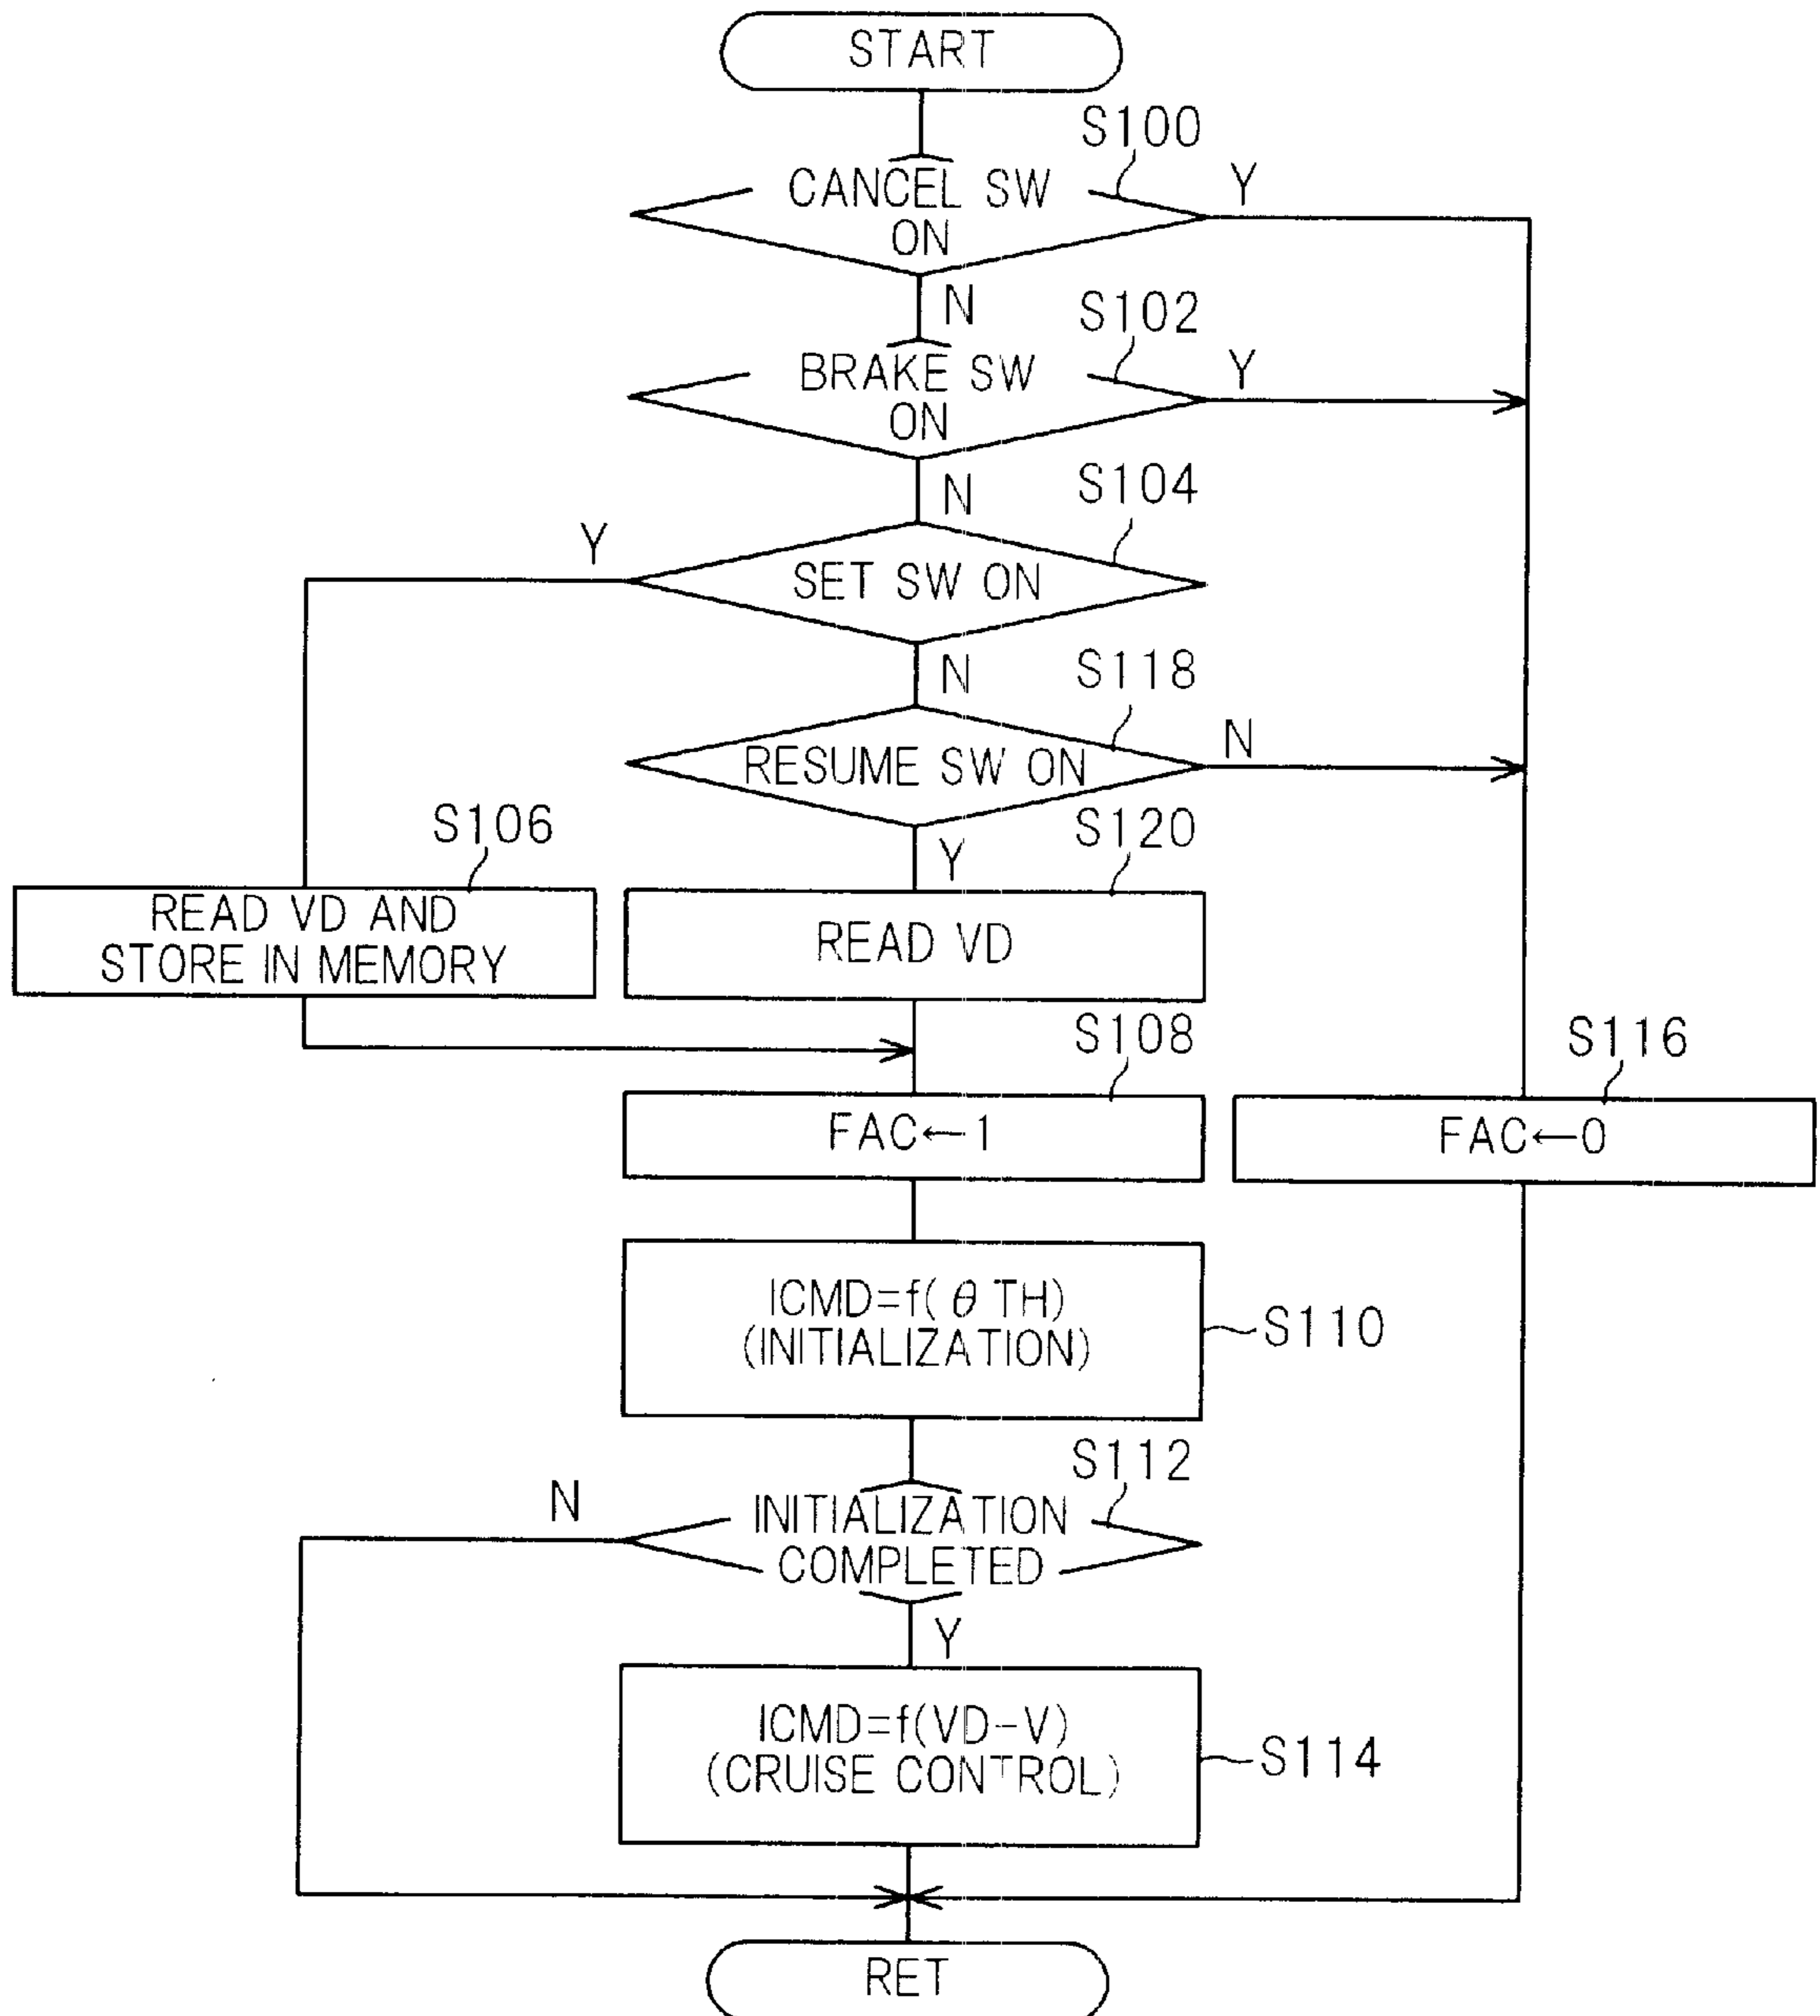 START
S100
CANCEL SW
ON
Y
N
S102
BRAKE SW
ON
Y
N
S104
Y
SET SW ON
N
S118
RESUME SW ON
N
S106
Y
S120
READ VD AND
STORE IN MEMORY
READ VD
S108
S116
FAC←1
FAC←0
ICMD=f(θTH)
(INITIALIZATION)
S110
S112
N
INITIALIZATION
COMPLETED
Y
ICMD=f(VD-V)
(CRUISE CONTROL)
S114
RET